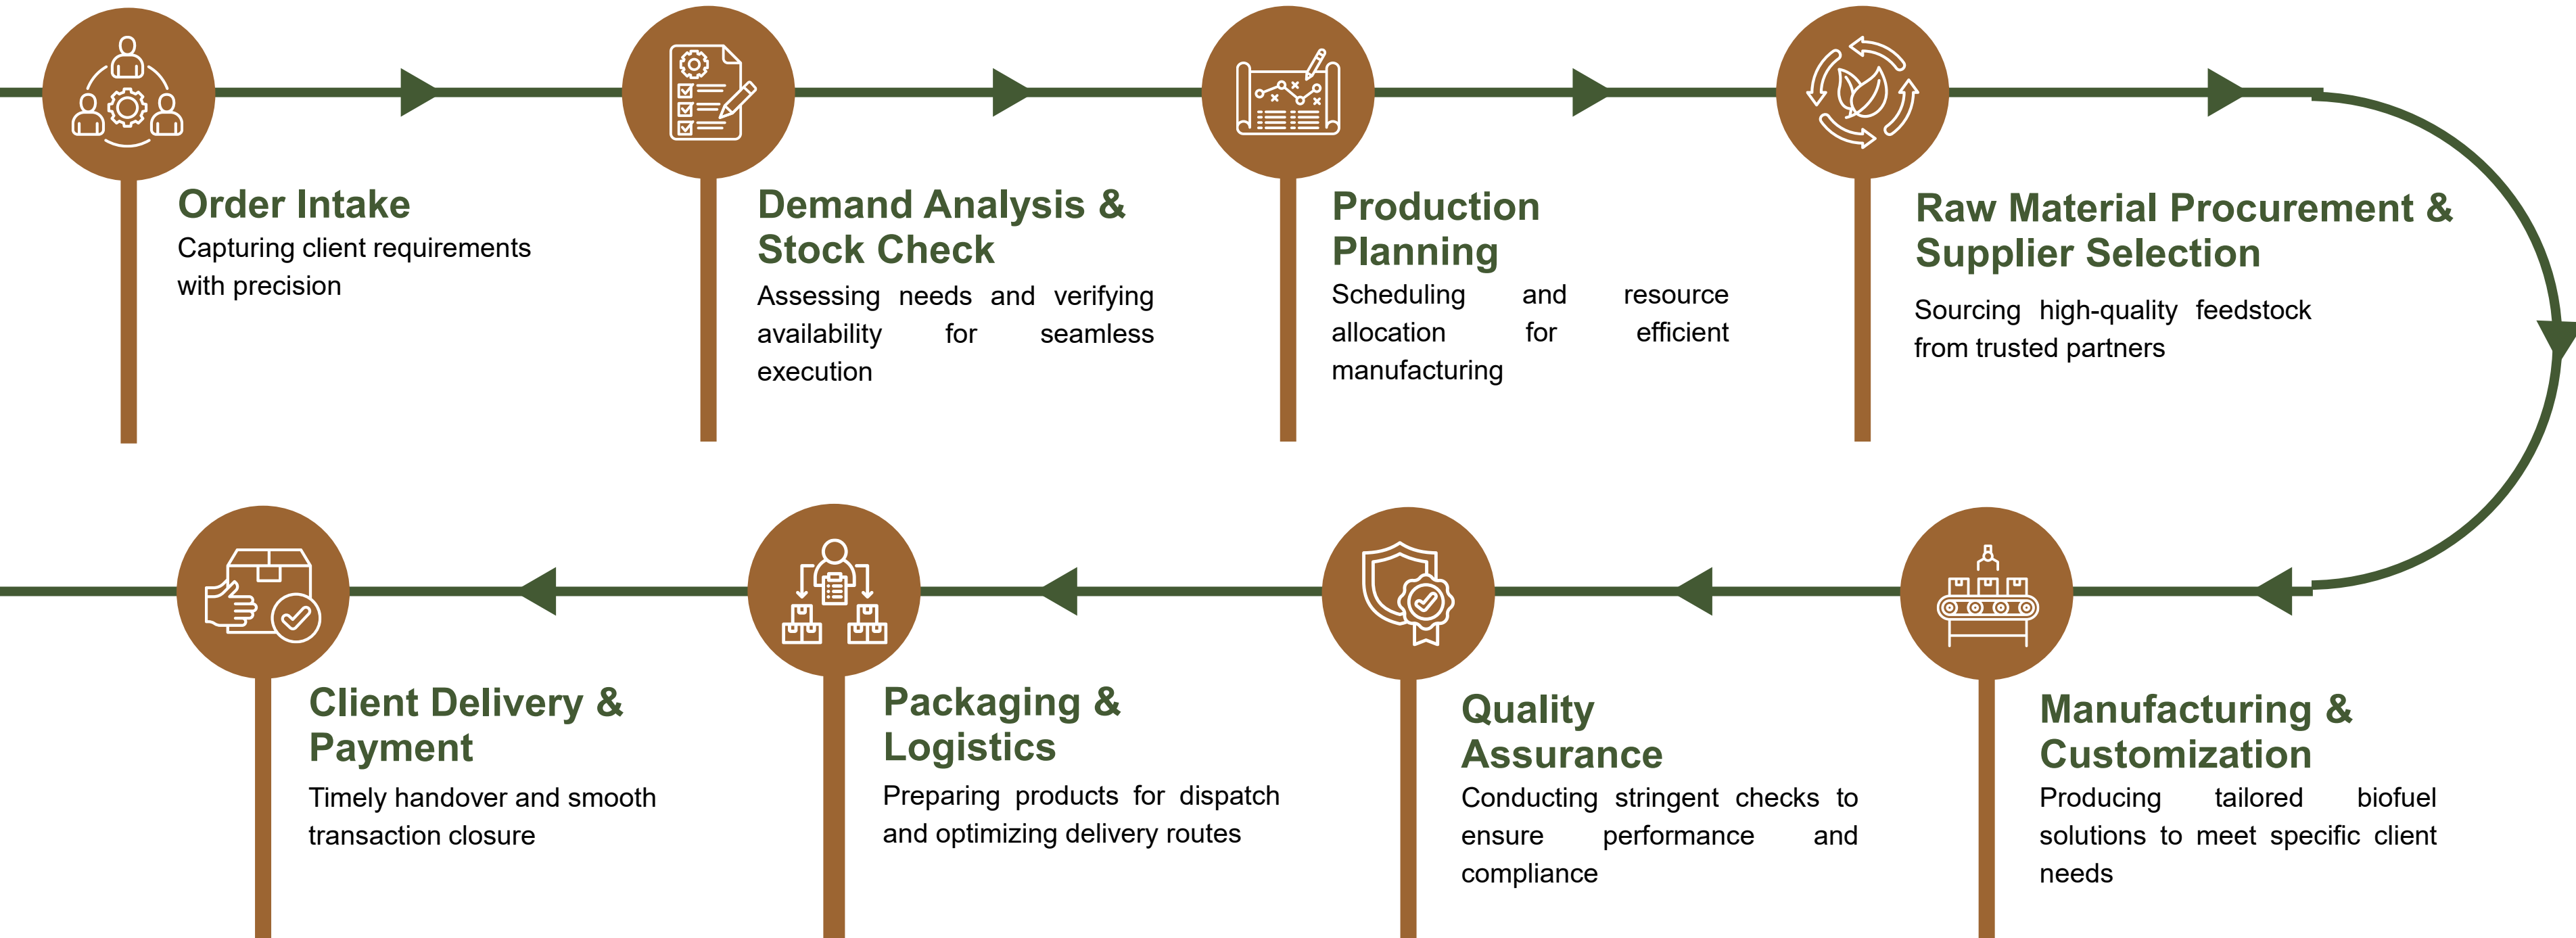 Order Intake
Capturing client requirements
with precision
Demand Analysis &
Stock Check
Assessing needs and verifying
availability for seamless
execution
Production
Planning
Scheduling and resource
allocation for efficient
manufacturing
Raw Material Procurement &
Supplier Selection
Sourcing high-quality feedstock
from trusted partners
Manufacturing &
Customization
Producing tailored biofuel
solutions to meet specific client
needs
Quality
Assurance
Conducting stringent checks to
ensure performance and
compliance
Packaging &
Logistics
Preparing products for dispatch
and optimizing delivery routes
Client Delivery &
Payment
Timely handover and smooth
transaction closure